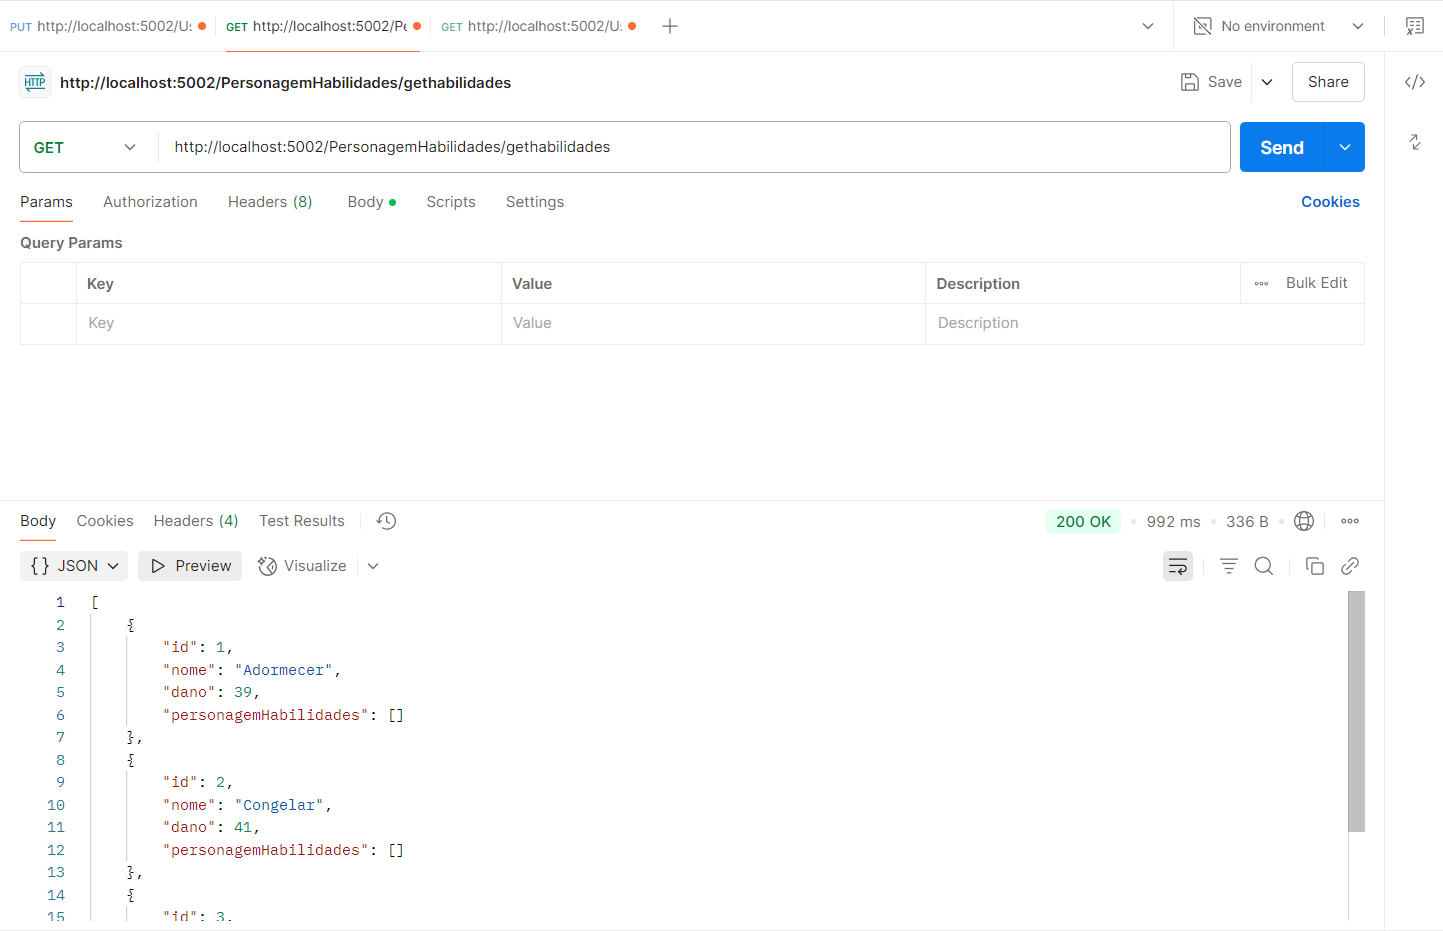 PUT http://localhost:5002/Us GET http://localhost:5002/Pe GET http://localhost:5002/U: No environment
HTTP http://localhost:5002/PersonagemHabilidades/gethabilidades Save Share
GET http://localhost:5002/PersonagemHabilidades/gethabilidades Send
Params Authorization Headers (8) Body Scripts Settings Cookies
Query Params
Key Value Description Bulk Edit
Key Value Description
Body Cookies Headers (4) Test Results 200 OK 992 ms 336 B
{} JSON Preview Visualize
1 [
2 {
3 "id": 1,
4 "nome": "Adormecer",
5 "dano": 39,
6 "personagemHabilidades": []
7 },
8 {
9 "id": 2,
10 "nome": "Congelar",
11 "dano": 41,
12 "personagemHabilidades": []
13 },
14 {
15 "id": 3,